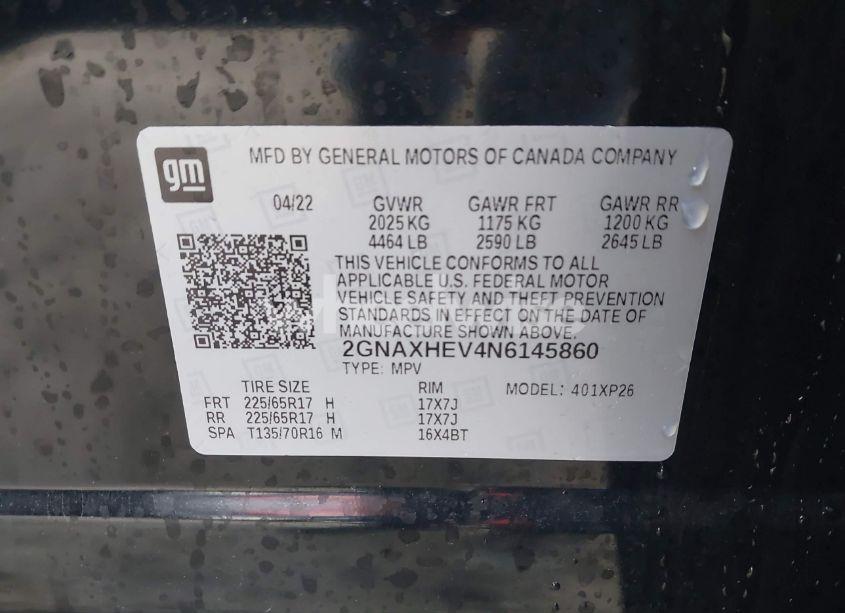 gm
MFD BY GENERAL MOTORS OF CANADA COMPANY
04/22 GVWR GAWR FRT GAWR RR
2025 KG 1175 KG 1200 KG
4464 LB 2590 LB 2645 LB
THIS VEHICLE CONFORMS TO ALL
APPLICABLE U.S. FEDERAL MOTOR
VEHICLE SAFETY AND THEFT PREVENTION
STANDARDS IN EFFECT ON THE DATE OF
MANUFACTURE SHOWN ABOVE.
2GNAXHEV4N6145860
TYPE: MPV
TIRE SIZE RIM MODEL: 401XP26
FRT 225/65R17 H 17X7J
RR 225/65R17 H 17X7J
SPA T135/70R16 M 16X4BT